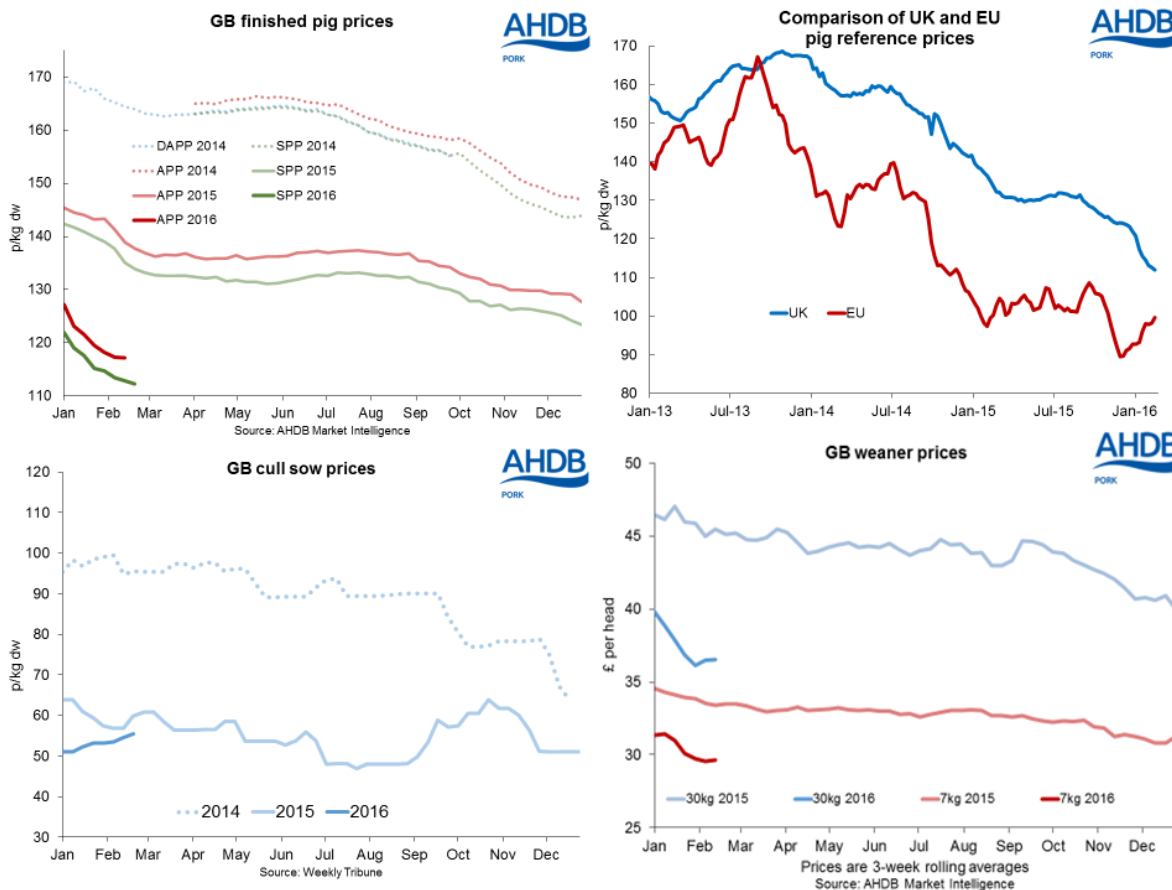 GB finished pig prices
AHDB
PORK
p/kg dw
170
160
150
140
130
120
110
DAPP 2014
SPP 2014
APP 2014
SPP 2015
APP 2015
SPP 2016
APP 2016
Jan Feb Mar Apr May Jun Jul Aug Sep Oct Nov Dec
Source: AHDB Market Intelligence
Comparison of UK and EU
pig reference prices
AHDB
PORK
p/kg dw
170
160
150
140
130
120
110
100
90
80
UK
EU
Jan-13 Jul-13 Jan-14 Jul-14 Jan-15 Jul-15 Jan-16
GB cull sow prices
AHDB
PORK
p/kg dw
120
110
100
90
80
70
60
50
40
30
2014 2015 2016
Jan Feb Mar Apr May Jun Jul Aug Sep Oct Nov Dec
Source: Weekly Tribune
GB weaner prices
AHDB
PORK
£ per head
50
45
40
35
30
25
30kg 2015 30kg 2016 7kg 2015 7kg 2016
Jan Feb Mar Apr May Jun Jul Aug Sep Oct Nov Dec
Prices are 3-week rolling averages
Source: AHDB Market Intelligence